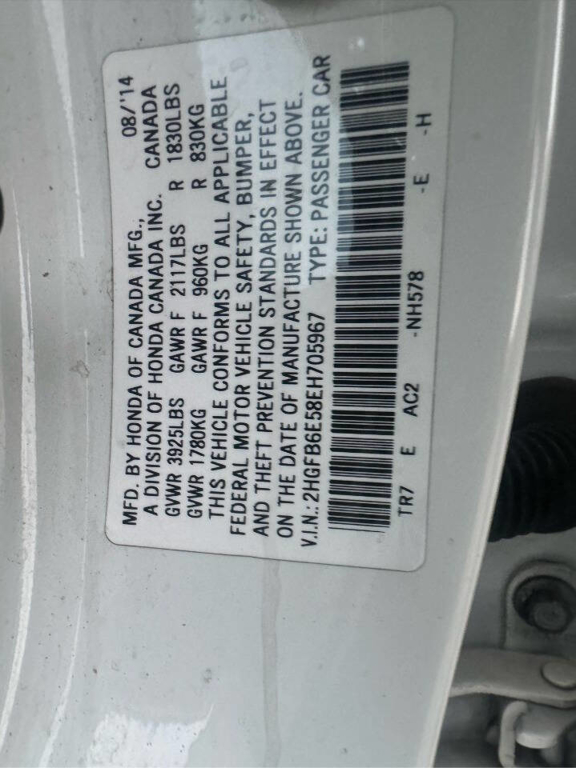 MFD. BY HONDA OF CANADA MFG., 08/'14
A DIVISION OF HONDA CANADA INC. CANADA
GVWR 3925LBS GAWR F 2117LBS R 1830LBS
GVWR 1780KG GAWR F 960KG R 830KG
THIS VEHICLE CONFORMS TO ALL APPLICABLE
FEDERAL MOTOR VEHICLE SAFETY, BUMPER,
AND THEFT PREVENTION STANDARDS IN EFFECT
ON THE DATE OF MANUFACTURE SHOWN ABOVE.
V.I.N.: 2HGFB6E58EH705967 TYPE: PASSENGER CAR
TR7 E AC2 -NH578 -E -H